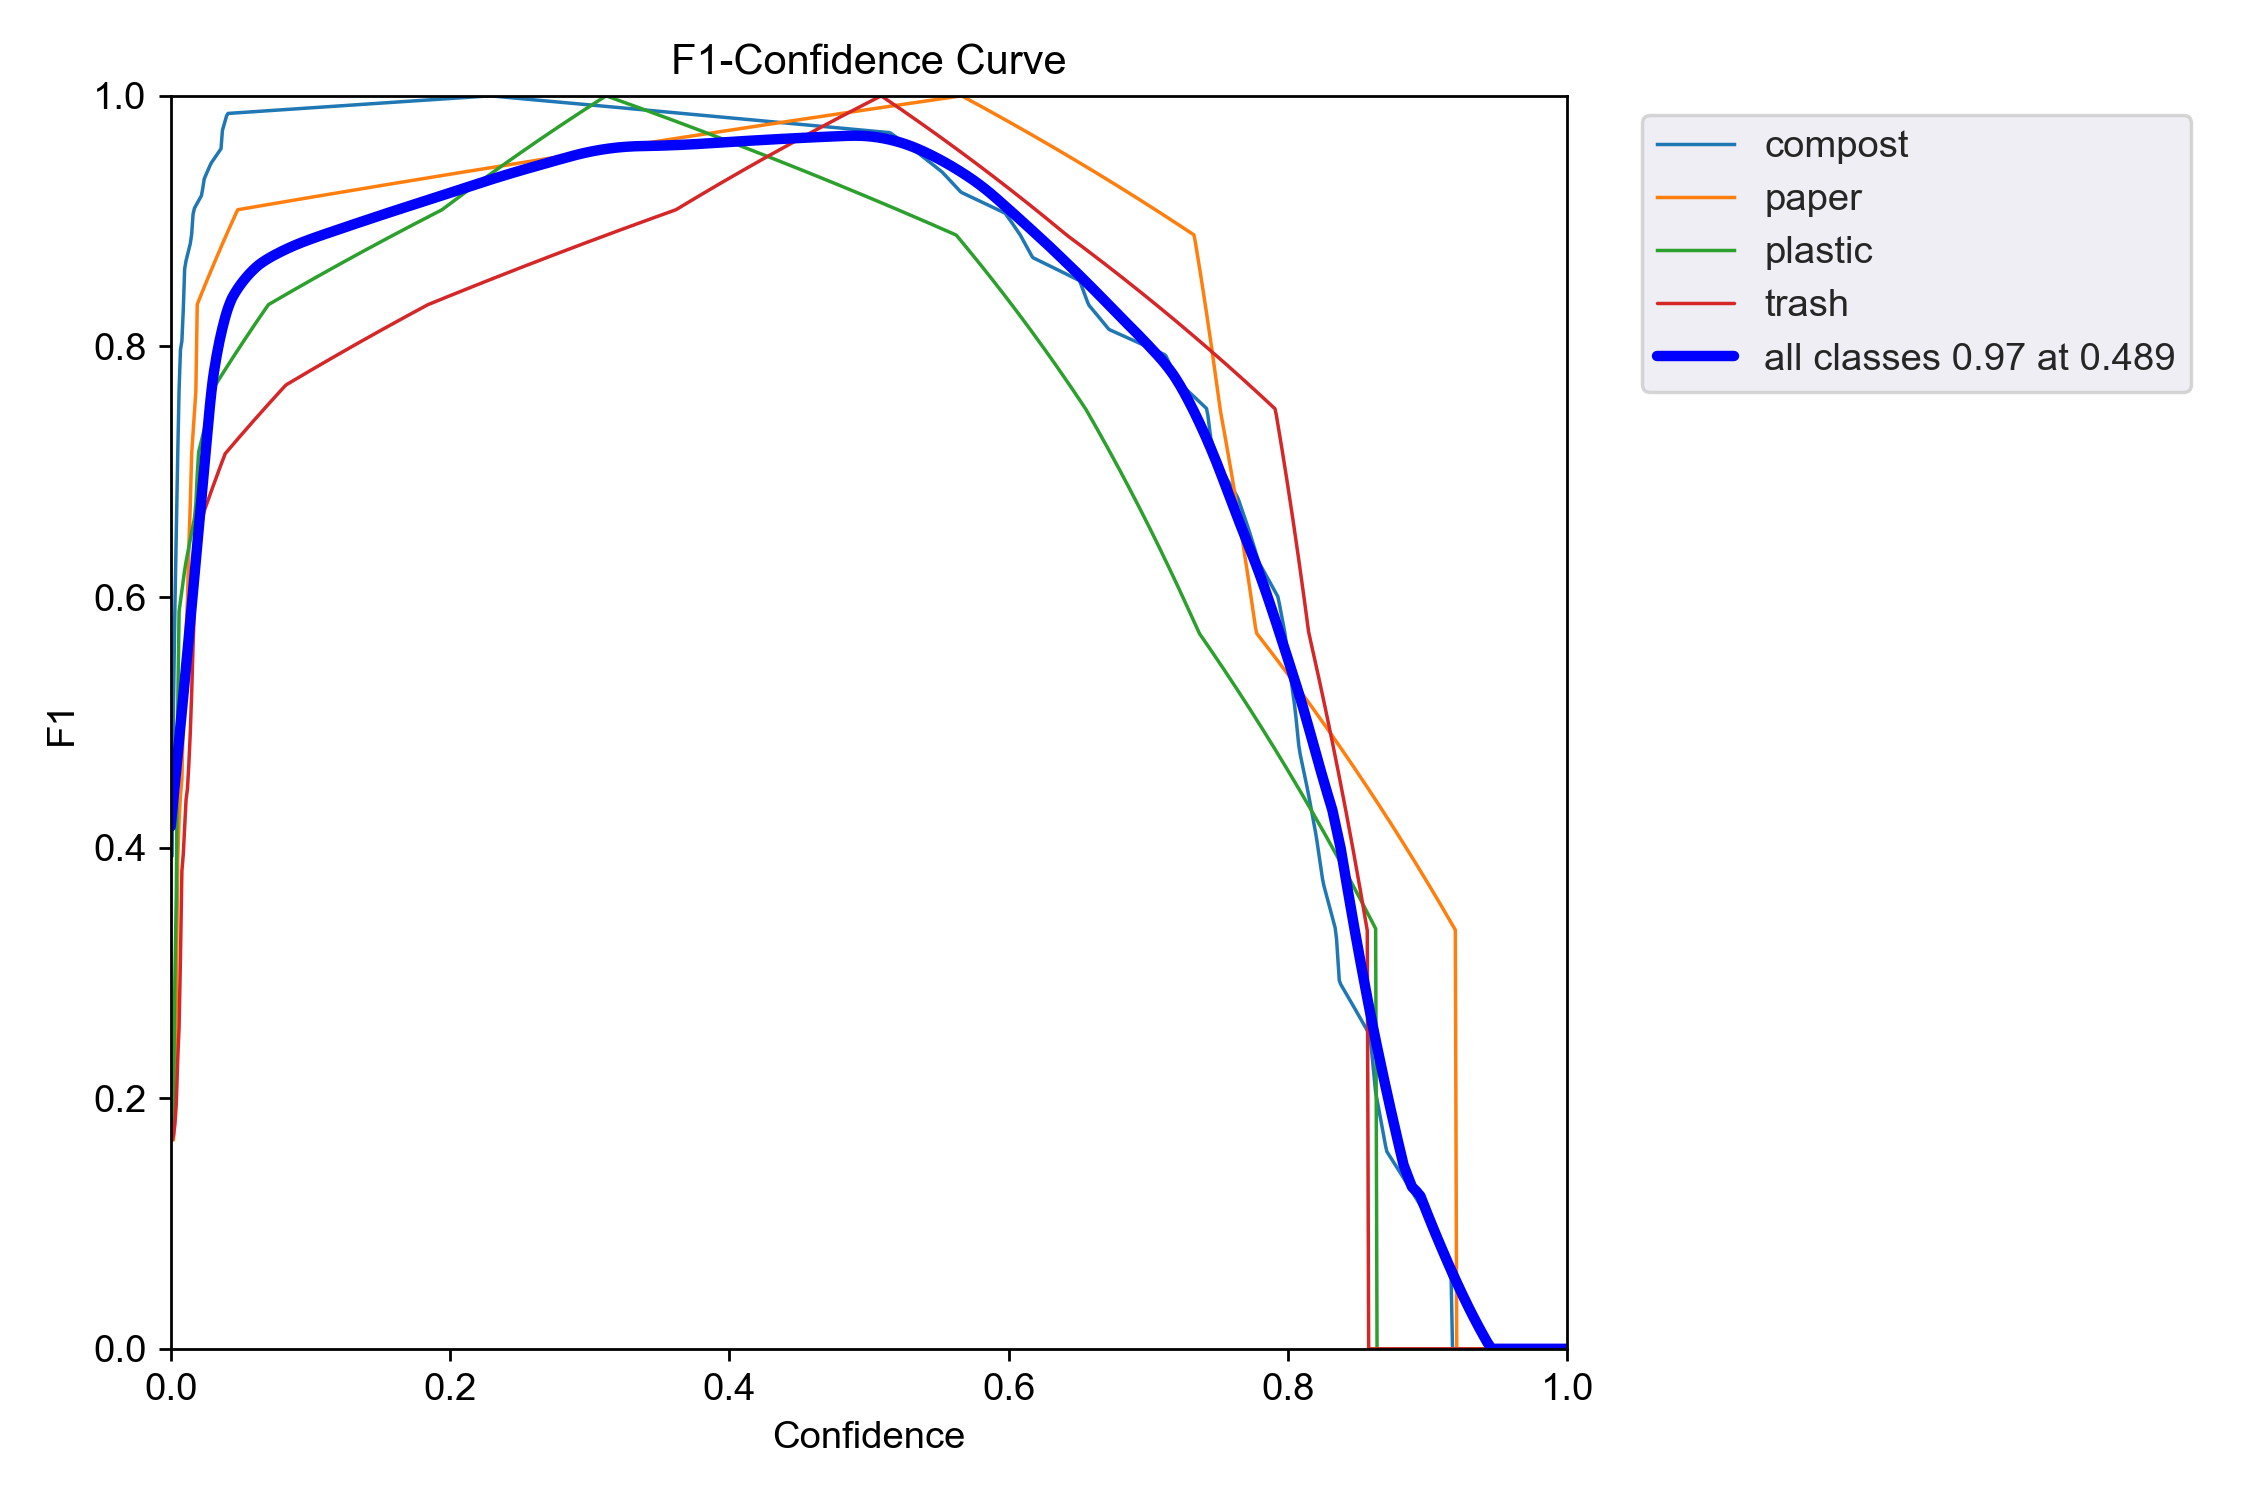 F1-Confidence Curve
1.0
0.8
0.6
0.4
0.2
0.0
F1
0.0 0.2 0.4 0.6 0.8 1.0
Confidence
compost
paper
plastic
trash
all classes 0.97 at 0.489